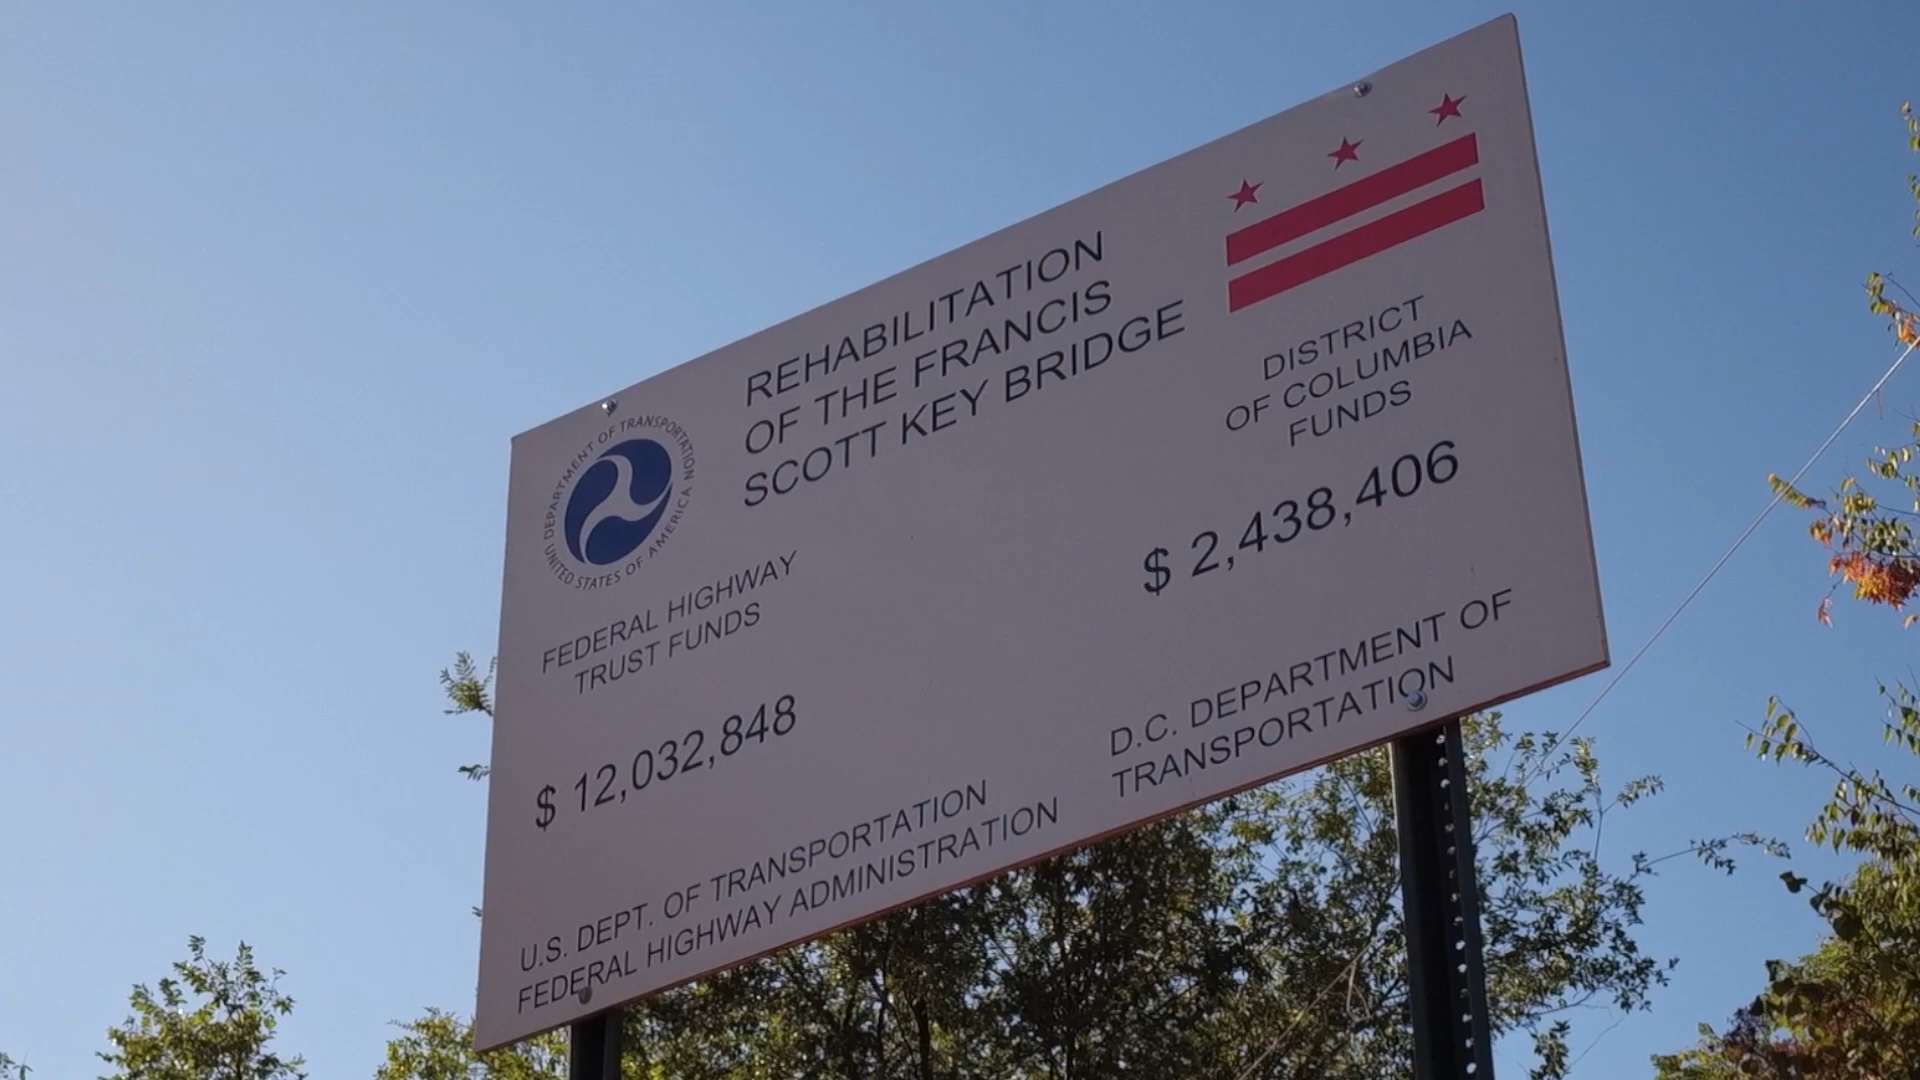 REHABILITATION
OF THE FRANCIS
SCOTT KEY BRIDGE
UNITED STATES OF AMERICA DEPARTMENT OF TRANSPORTATION
FEDERAL HIGHWAY
TRUST FUNDS
$ 12,032,848
U.S. DEPT. OF TRANSPORTATION
FEDERAL HIGHWAY ADMINISTRATION
DISTRICT
OF COLUMBIA
FUNDS
$ 2,438,406
D.C. DEPARTMENT OF
TRANSPORTATION